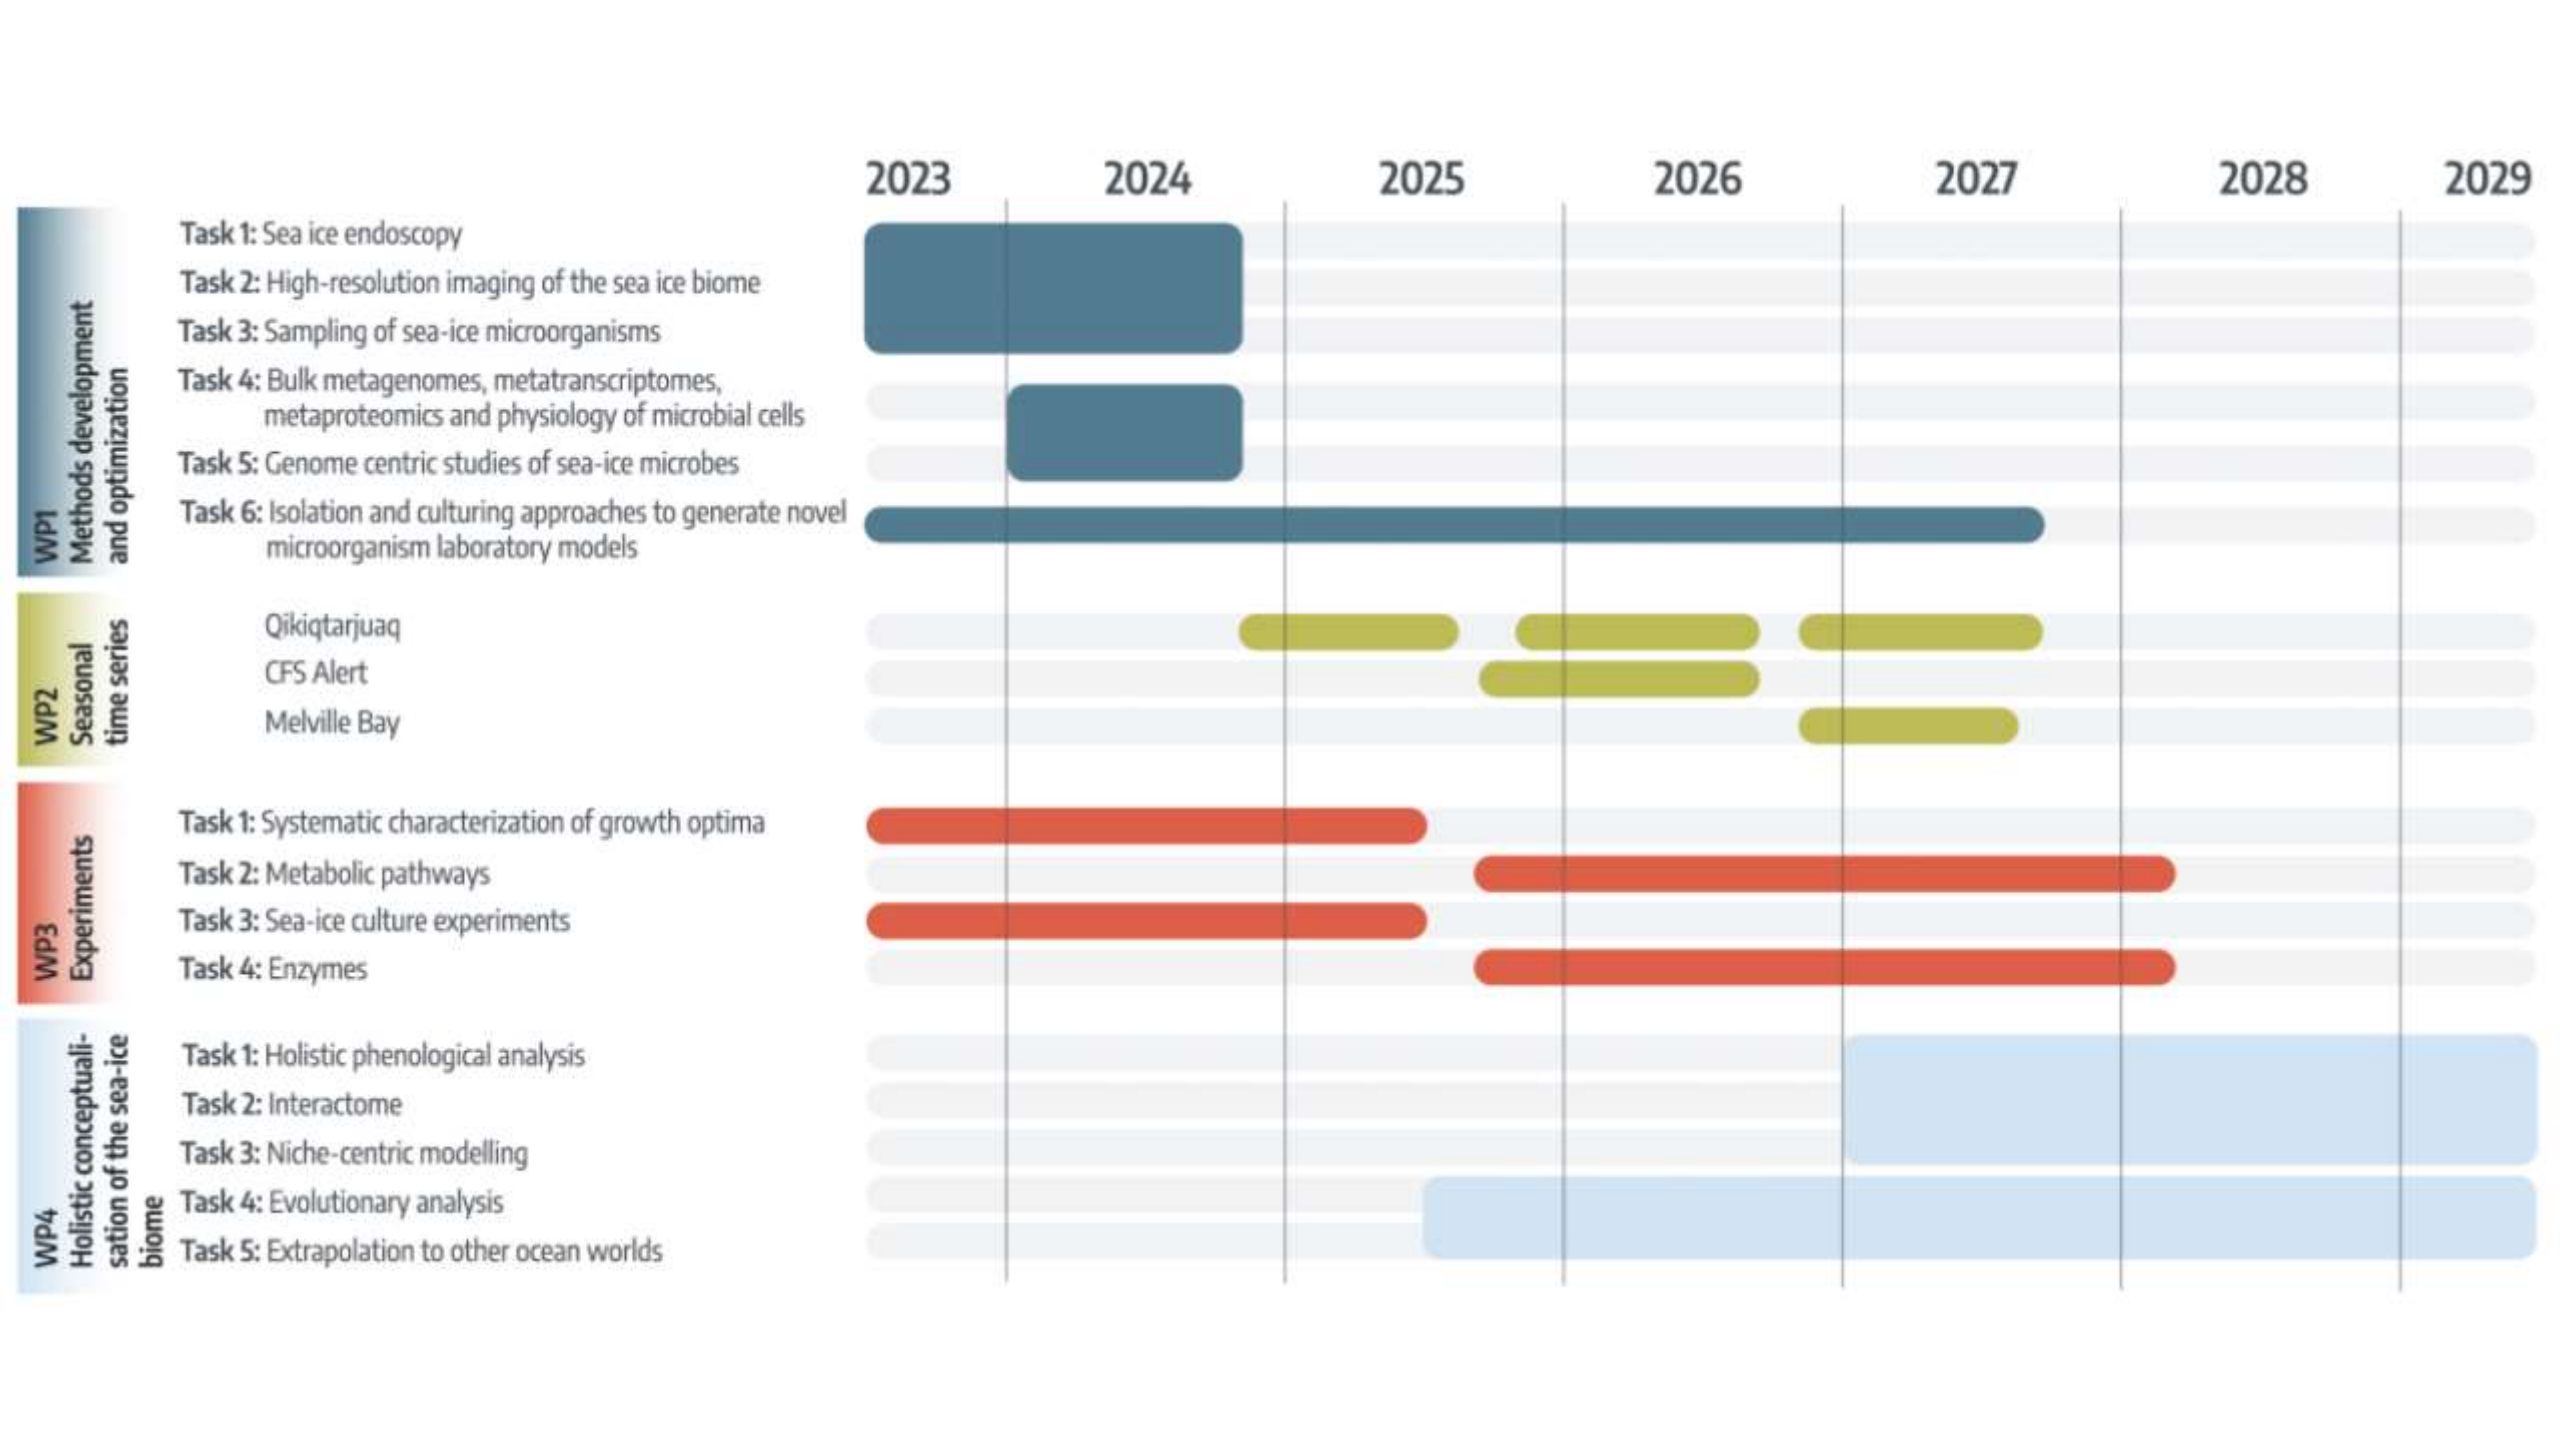 2023 2024 2025 2026 2027 2028 2029
WP1
Methods development
and optimization
Task 1: Sea ice endoscopy
Task 2: High-resolution imaging of the sea ice biome
Task 3: Sampling of sea-ice microorganisms
Task 4: Bulk metagenomes, metatranscriptomes,
metaproteomics and physiology of microbial cells
Task 5: Genome centric studies of sea-ice microbes
Task 6: Isolation and culturing approaches to generate novel
microorganism laboratory models
WP2
Seasonal
time series
Qikiqtarjuaq
CFS Alert
Melville Bay
WP3
Experiments
Task 1: Systematic characterization of growth optima
Task 2: Metabolic pathways
Task 3: Sea-ice culture experiments
Task 4: Enzymes
WP4
Holistic conceptuali-
sation of the sea-ice
biome
Task 1: Holistic phenological analysis
Task 2: Interactome
Task 3: Niche-centric modelling
Task 4: Evolutionary analysis
Task 5: Extrapolation to other ocean worlds